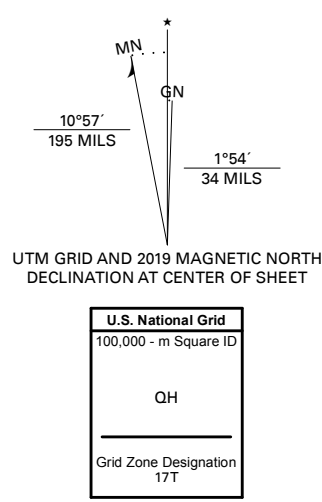 MN
GN
10°57´
195 MILS
1°54´
34 MILS
UTM GRID AND 2019 MAGNETIC NORTH
DECLINATION AT CENTER OF SHEET
U.S. National Grid
100,000 - m Square ID
QH
Grid Zone Designation
17T